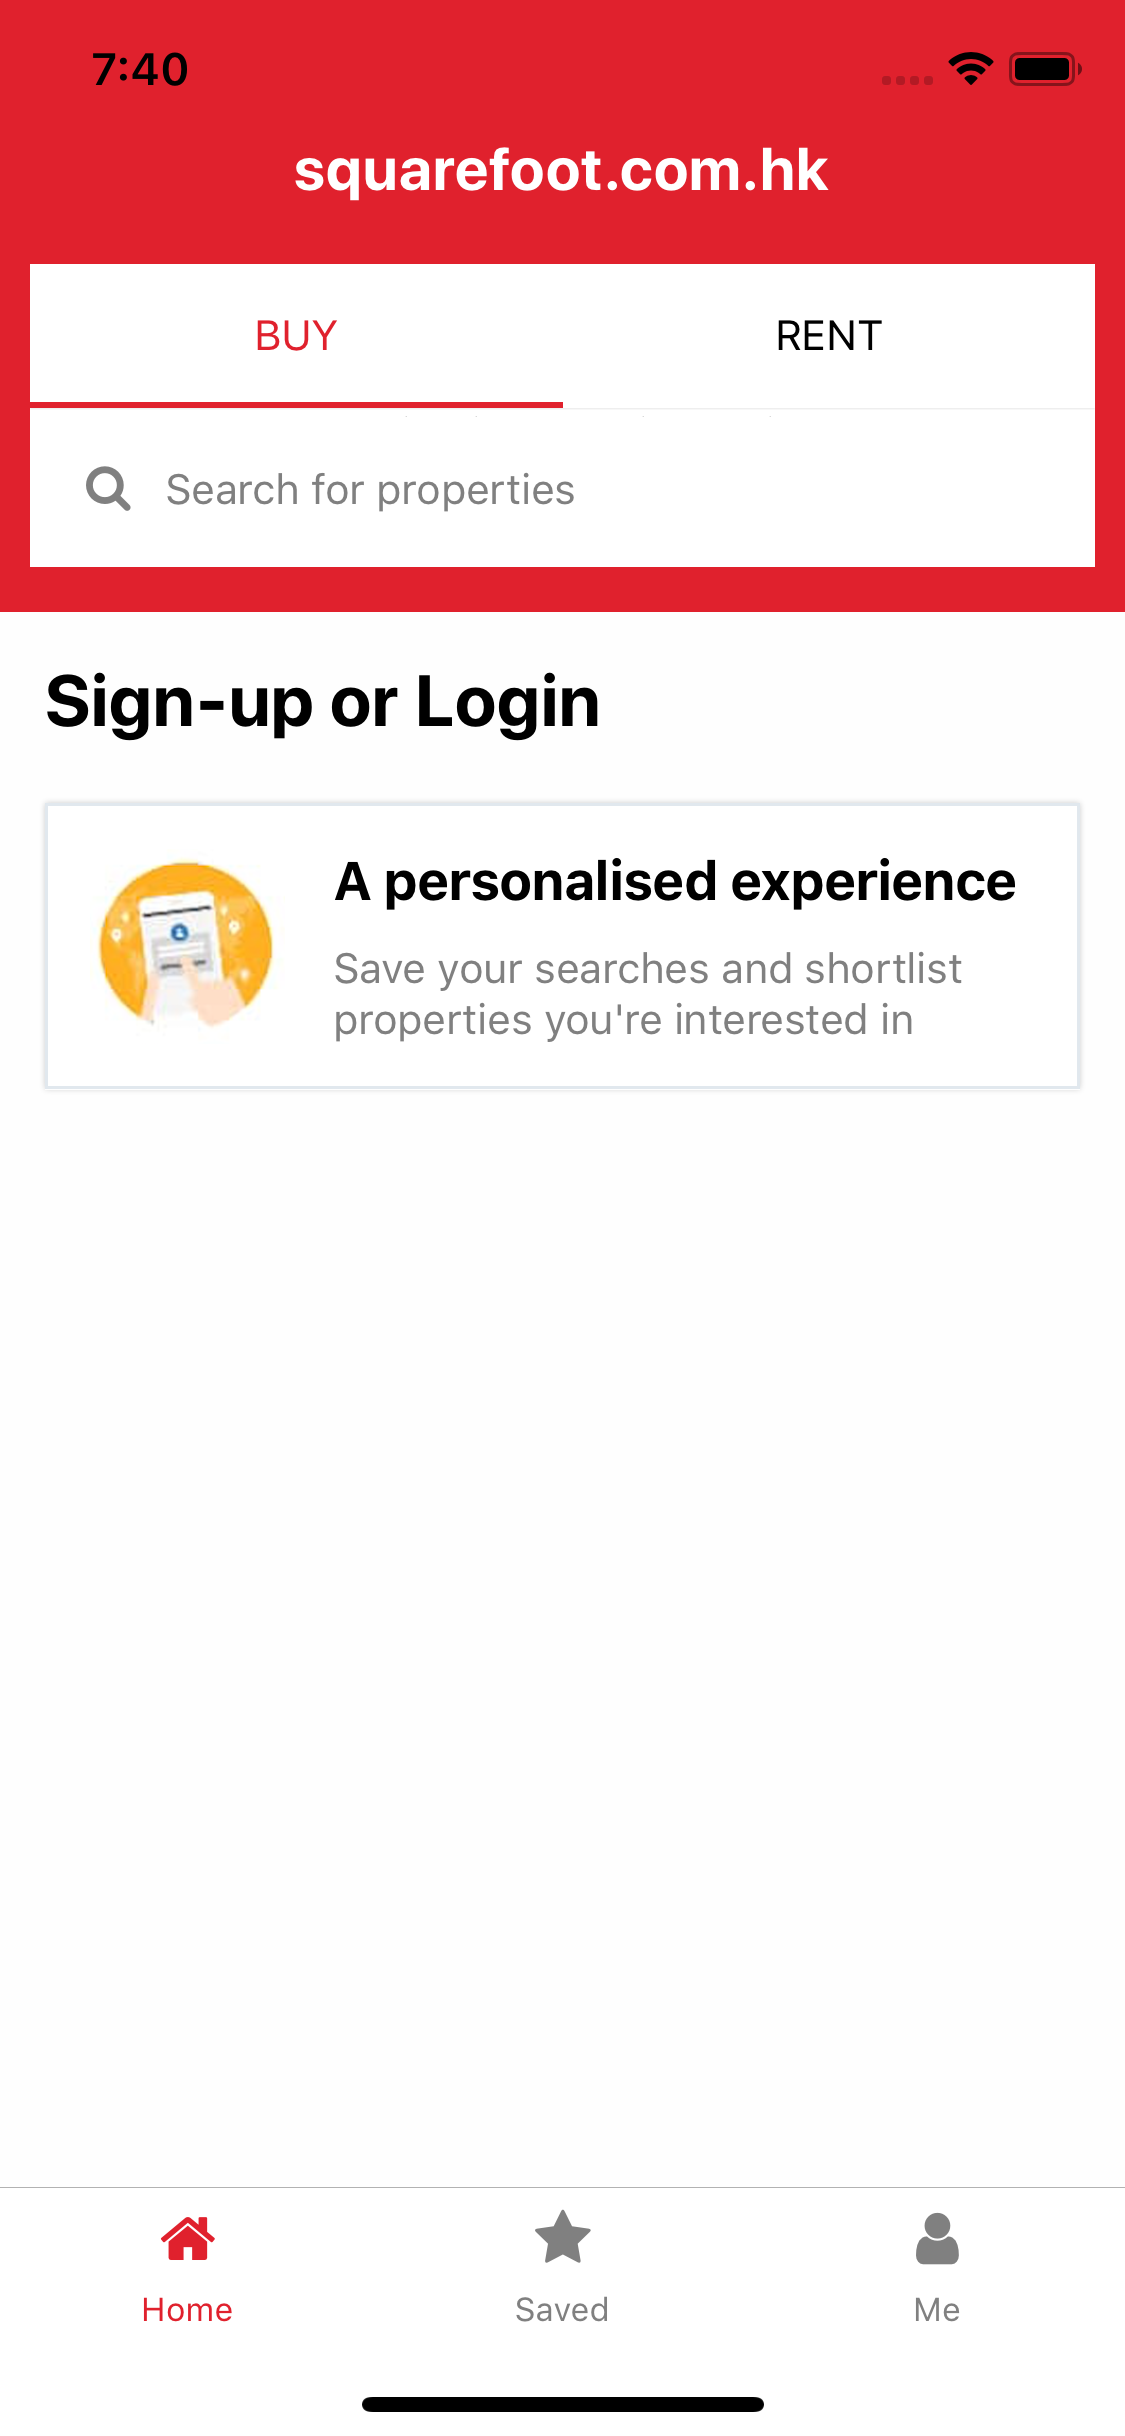 7:40
squarefoot.com.hk
BUY
RENT
Search for properties
Sign-up or Login
A personalised experience
Save your searches and shortlist
properties you're interested in
Home
Saved
Me